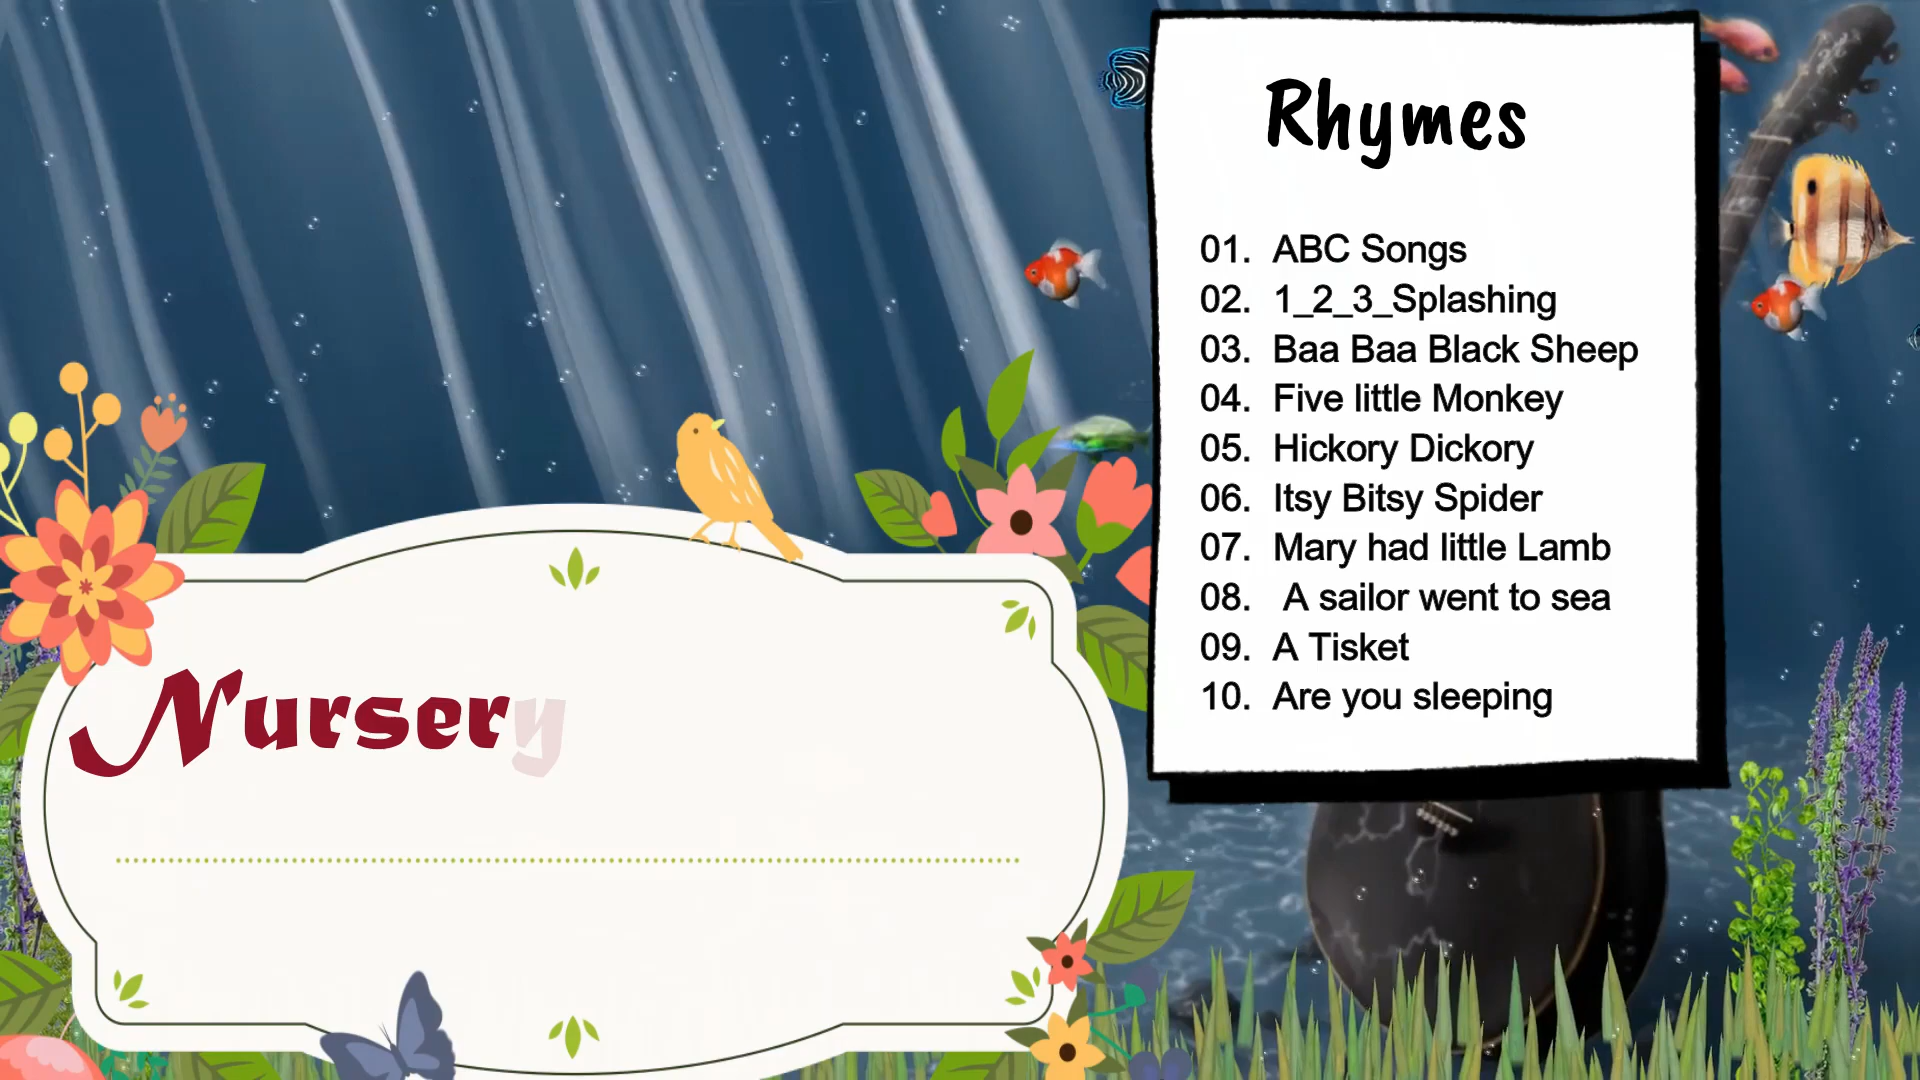 Rhymes
01. ABC Songs
02. 1_2_3_Splashing
03. Baa Baa Black Sheep
04. Five little Monkey
05. Hickory Dickory
06. Itsy Bitsy Spider
07. Mary had little Lamb
08. A sailor went to sea
09. A Tisket
10. Are you sleeping
Nursery